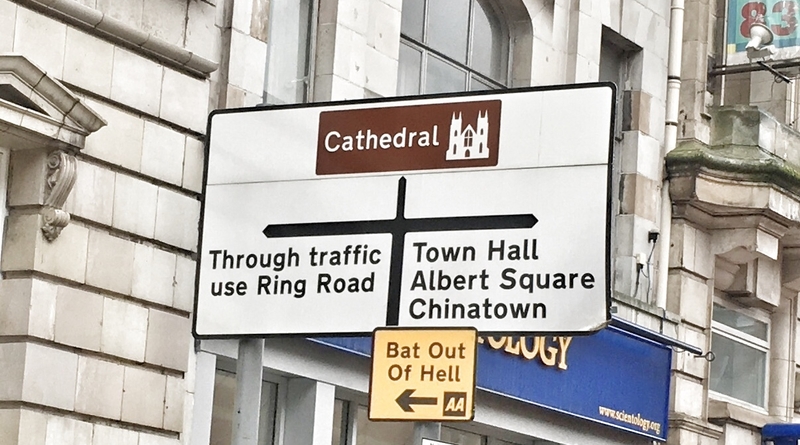 83
Cathedral
Through traffic
use Ring Road
Town Hall
Albert Square
Chinatown
Bat Out
Of Hell
AA
OLOGY
www.scientology.org